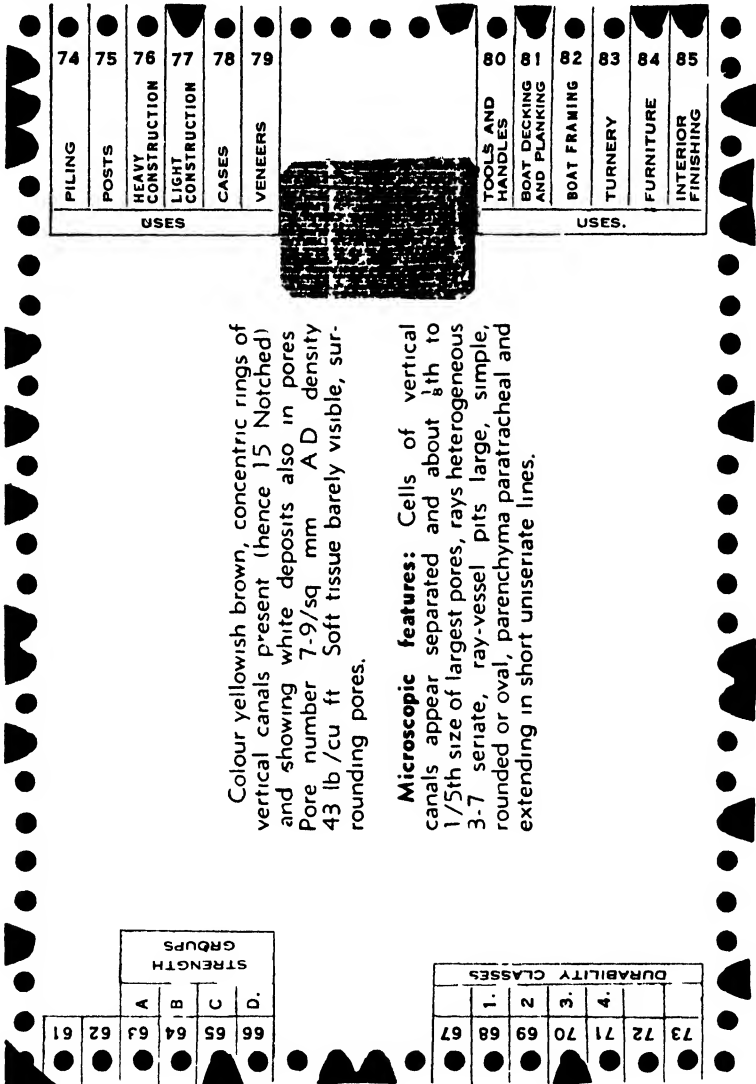 74 75 76 77 78 79
PILING
POSTS
HEAVY
CONSTRUCTION
LIGHT
CONSTRUCTION
CASES
VENEERS
USES
80 81 82 83 84 85
TOOLS AND
HANDLES
BOAT DECKING
AND PLANKING
BOAT FRAMING
TURNERY
FURNITURE
INTERIOR
FINISHING
USES.
Colour yellowish brown, concentric rings of
vertical canals present (hence 15 Notched)
and showing white deposits also in pores
Pore number 7-9/sq mm A D density
43 lb /cu ft Soft tissue barely visible, sur-
rounding pores.
Microscopic features: Cells of vertical
canals appear separated and about ⅛th to
1/5th size of largest pores, rays heterogeneous
3-7 seriate, ray-vessel pits large, simple,
rounded or oval, parenchyma paratracheal and
extending in short uniseriate lines.
STRENGTH
GROUPS
A B C D.
61 62 63 64 65 66
DURABILITY CLASSES
1. 2 3. 4.
67 68 69 70 71 72 73